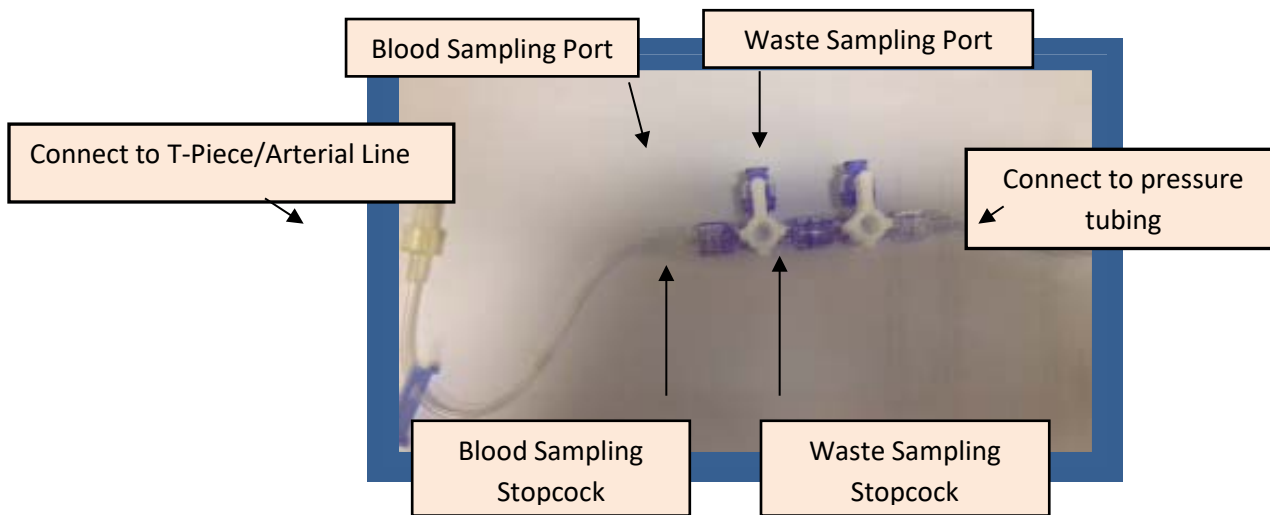 Blood Sampling Port
Waste Sampling Port
Connect to T-Piece/Arterial Line
Connect to pressure
tubing
Blood Sampling
Stopcock
Waste Sampling
Stopcock